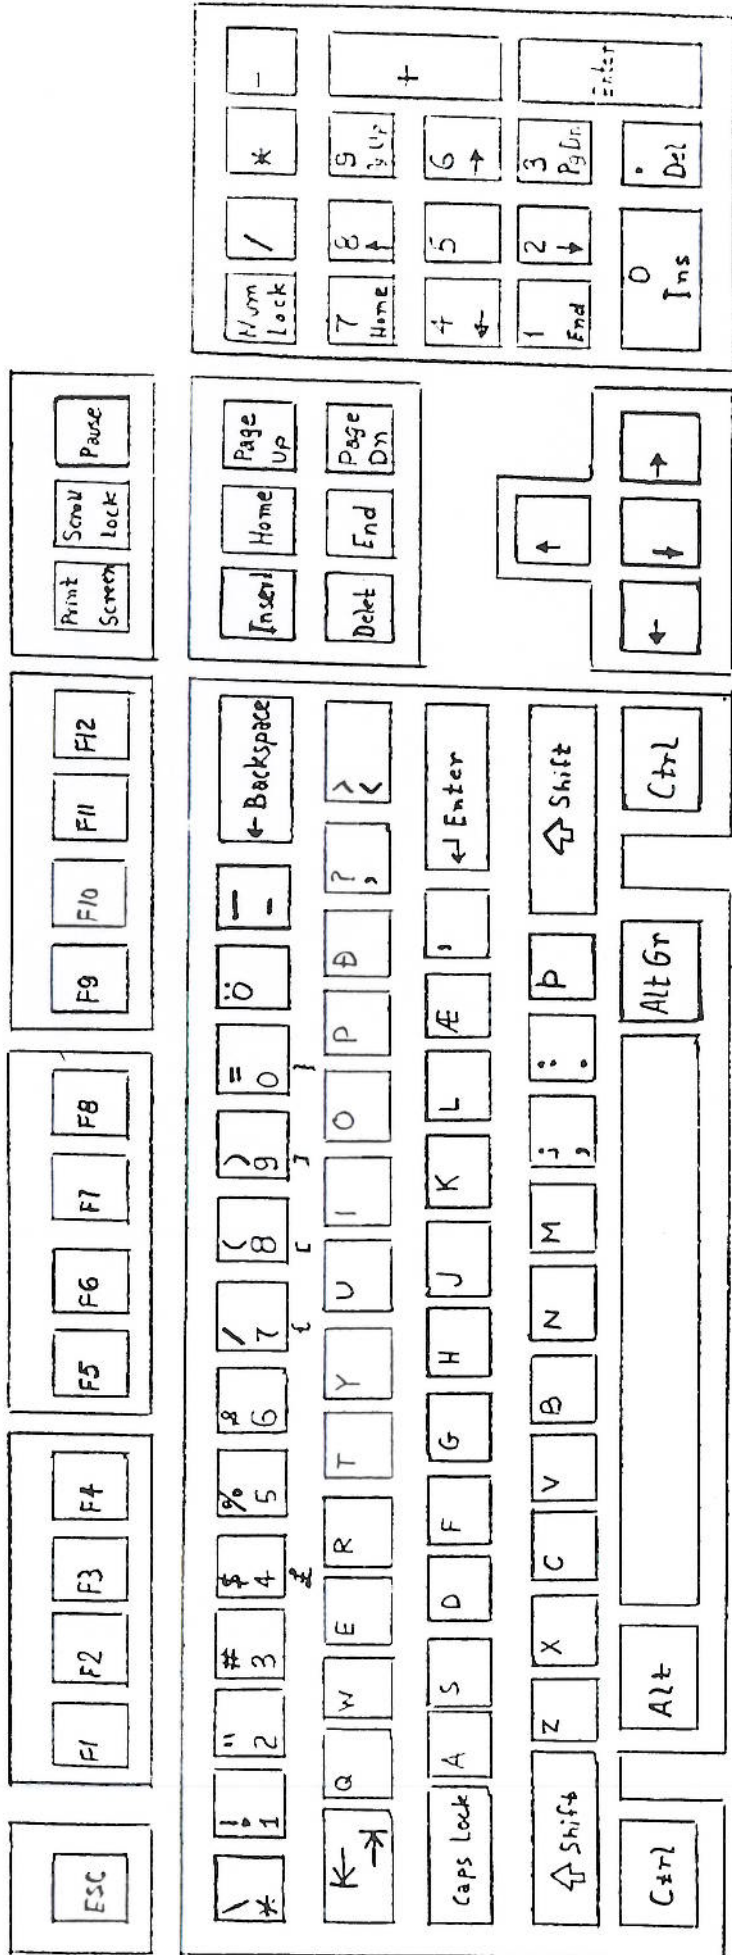 ESC F1 F2 F3 F4 F5 F6 F7 F8 F9 F10 F11 F12
Print Screen
Scroll Lock
Pause
\ *
! 1
" 2
# 3
$ 4 £
% 5
& 6
/ 7 {
( 8 [
) 9 ]
= 0 }
Ö
_ -
← Backspace
Insert Home Page Up
Num Lock
/ * -
Q W E R T Y U I O P Đ
? ,
> <
Delet End Page Dn
7 Home
8 ↑
9
+
Caps Lock A S D F G H J K L Æ ,
↵ Enter
4 ←
5
6 →
⇧ Shift Z X C V B N M
; ,
: .
Þ
⇧ Shift
↑
1 End
2 ↓
3 PgDn
Enter
Ctrl Alt Alt Gr Ctrl
← ↓ →
0 Ins
. Del